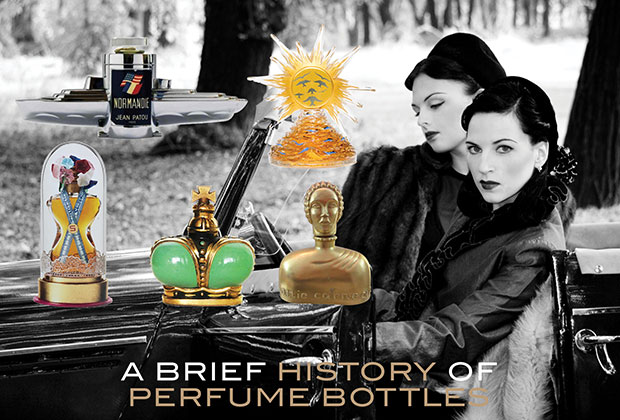 NORMANDIE
JEAN PATOU
S
A BRIEF HISTORY OF
PERFUME BOTTLES